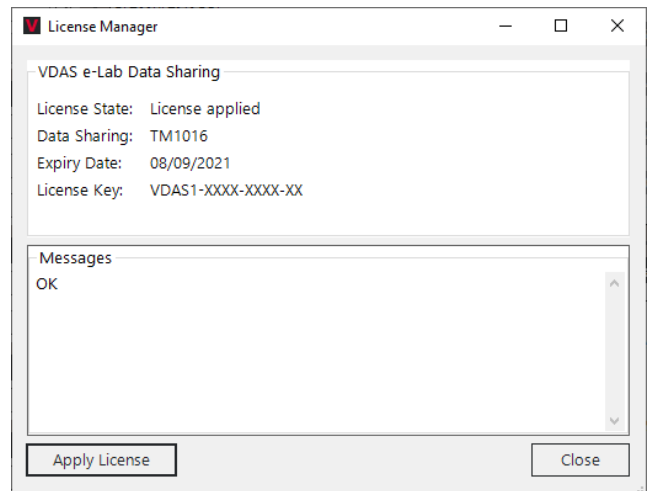 License Manager
VDAS e-Lab Data Sharing
License State: License applied
Data Sharing: TM1016
Expiry Date: 08/09/2021
License Key: VDAS1-XXXX-XXXX-XX
Messages
OK
Apply License Close